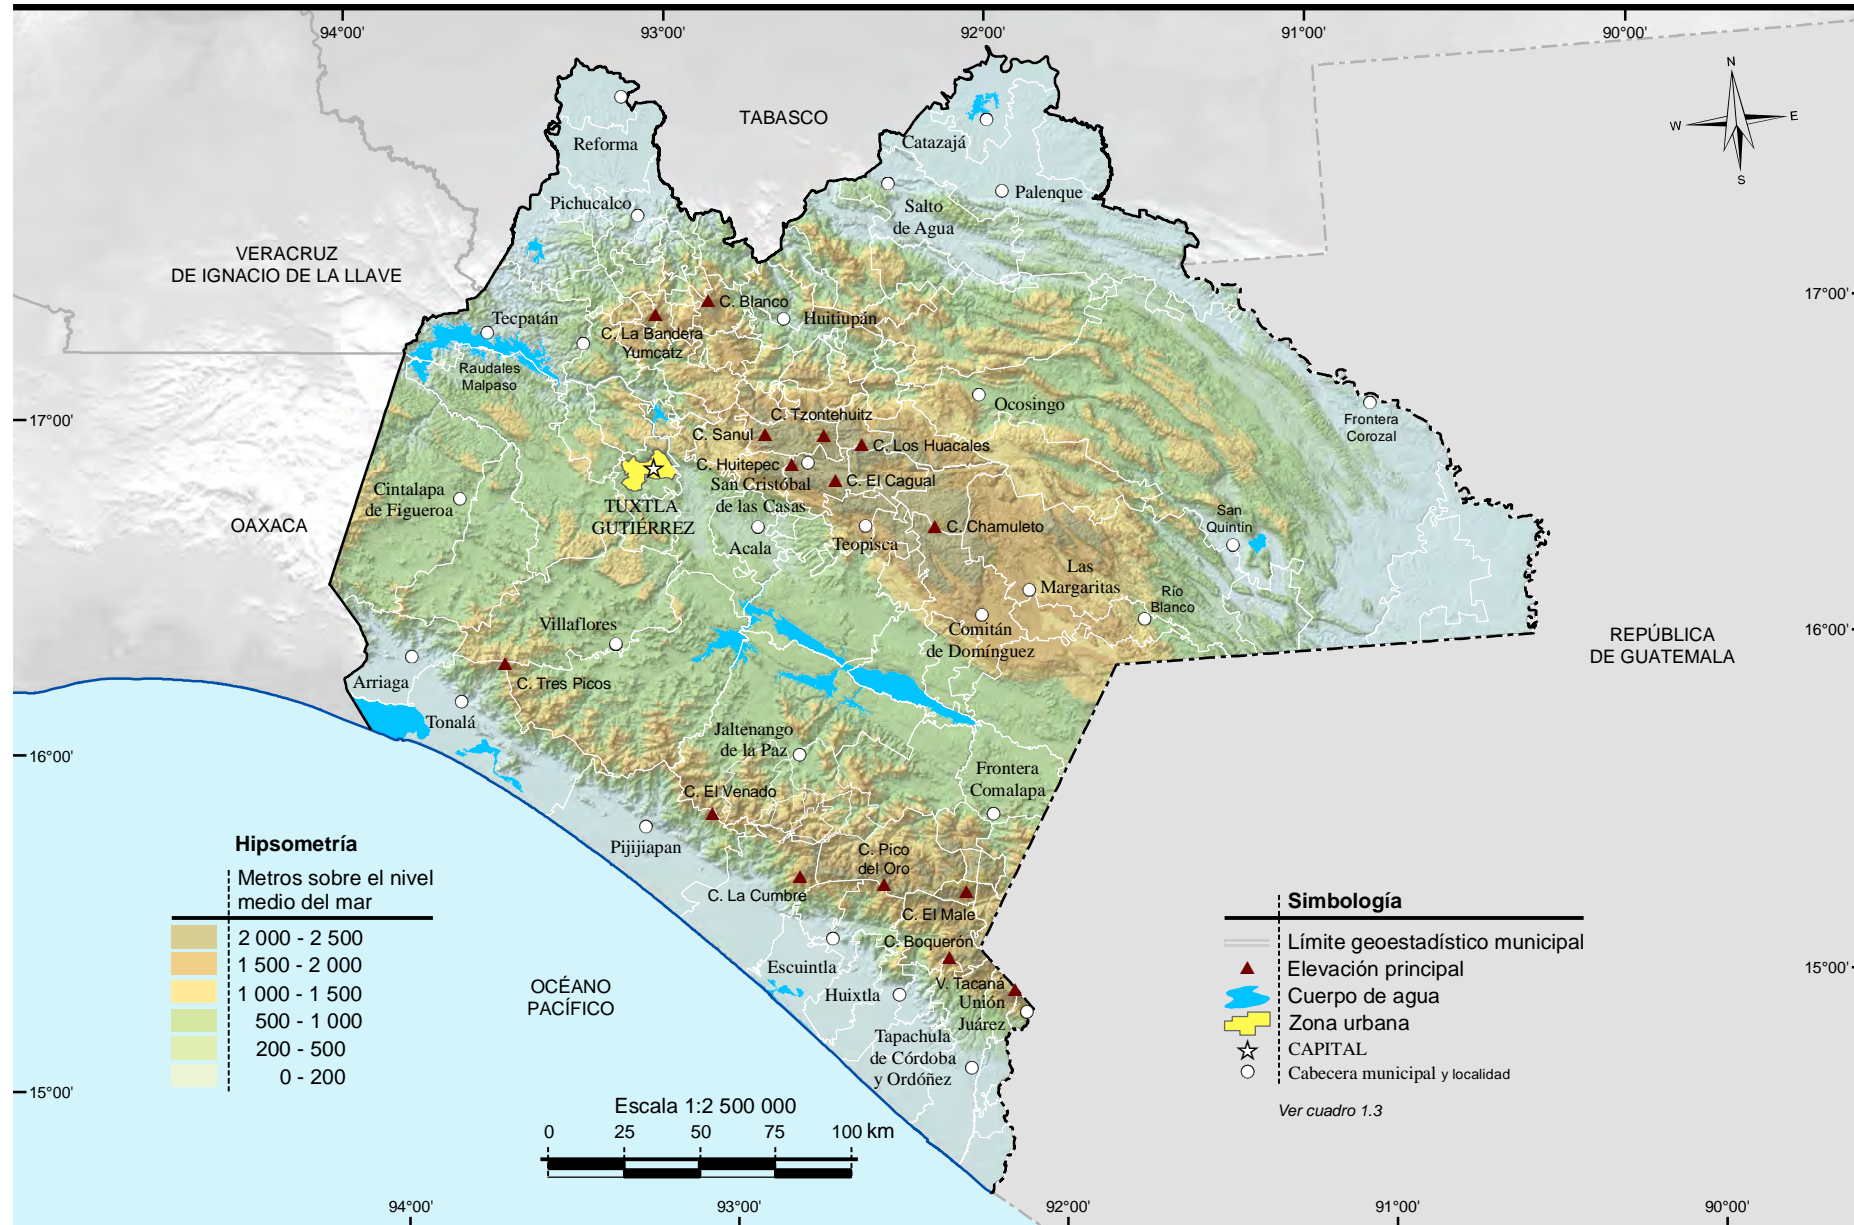 94°00'
93°00'
92°00'
91°00'
90°00'
N
W
E
S
TABASCO
Reforma
Catazajá
Palenque
Pichucalco
Salto
de Agua
VERACRUZ
DE IGNACIO DE LA LLAVE
17°00'
C. Blanco
Tecpatán
Huitiupán
C. La Bandera
Yumcatz
Raudales
Malpaso
Ocosingo
17°00'
C. Tzontehuitz
Frontera
Corozal
C. Sanul
C. Los Huacales
C. Huitepec
San Cristóbal
de las Casas
C. El Cagual
Cintalapa
de Figueroa
TUXTLA
GUTIÉRREZ
OAXACA
San
Quintín
C. Chamuleto
Acala
Teopisca
Las
Margaritas
Río
Blanco
Villaflores
Comitán
de Domínguez
16°00'
REPÚBLICA
DE GUATEMALA
Arriaga
C. Tres Picos
Tonalá
Jaltenango
de la Paz
16°00'
Frontera
Comalapa
C. El Venado
Pijijiapan
C. Pico
del Oro
C. La Cumbre
C. El Male
C. Boquerón
Escuintla
15°00'
V. Tacaná
Unión
Juárez
Huixtla
OCÉANO
PACÍFICO
Tapachula
de Córdoba
y Ordóñez
Hipsometría
Metros sobre el nivel
medio del mar
2 000 - 2 500
1 500 - 2 000
1 000 - 1 500
500 - 1 000
200 - 500
0 - 200
15°00'
Simbología
Límite geoestadístico municipal
Elevación principal
Cuerpo de agua
Zona urbana
CAPITAL
Cabecera municipal y localidad
Ver cuadro 1.3
Escala 1:2 500 000
0 25 50 75 100 km
94°00'
93°00'
92°00'
91°00'
90°00'